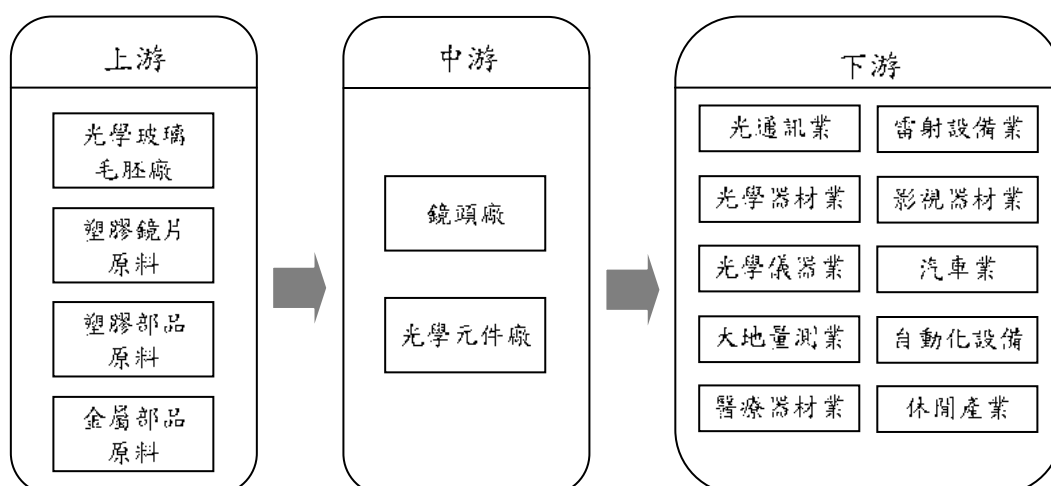 上游
光學玻璃
毛胚廠
塑膠鏡片
原料
塑膠部品
原料
金屬部品
原料
中游
鏡頭廠
光學元件廠
下游
光通訊業
雷射設備業
光學器材業
影視器材業
光學儀器業
汽車業
大地量測業
自動化設備
醫療器材業
休閒產業